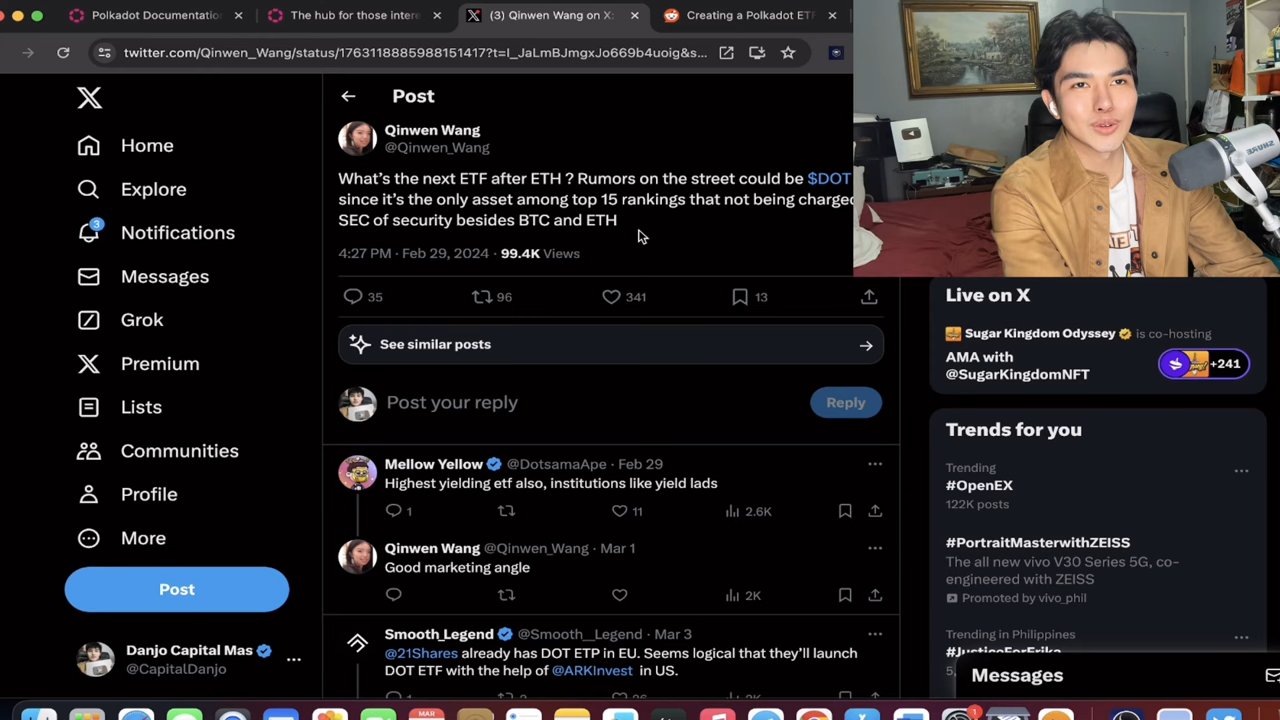 Polkadot Documentatio
The hub for those intere
(3) Qinwen Wang on X:
Creating a Polkadot ETF
twitter.com/Qinwen_Wang/status/1763118885988151417?t=l_JaLmBJmgxJo669b4uoig&s...
Home
Explore
3
Notifications
Messages
Grok
Premium
Lists
Communities
Profile
More
Post
Danjo Capital Mas
@CapitalDanjo
Post
Qinwen Wang
@Qinwen_Wang
What's the next ETF after ETH ? Rumors on the street could be $DOT
since it's the only asset among top 15 rankings that not being charged
SEC of security besides BTC and ETH
4:27 PM · Feb 29, 2024 · 99.4K Views
35 96 341 13
See similar posts
Post your reply
Reply
Mellow Yellow @DotsamaApe · Feb 29
Highest yielding etf also, institutions like yield lads
1 11 2.6K
Qinwen Wang @Qinwen_Wang · Mar 1
Good marketing angle
2K
Smooth_Legend @Smooth__Legend · Mar 3
@21Shares already has DOT ETP in EU. Seems logical that they'll launch
DOT ETF with the help of @ARKInvest in US.
SHURE
Live on X
Sugar Kingdom Odyssey is co-hosting
AMA with
@SugarKingdomNFT
+241
Trends for you
Trending
#OpenEX
122K posts
#PortraitMasterwithZEISS
The all new vivo V30 Series 5G, co-
engineered with ZEISS
Promoted by vivo_phil
Trending in Philippines
#JusticeForErika
Messages
MAR
1